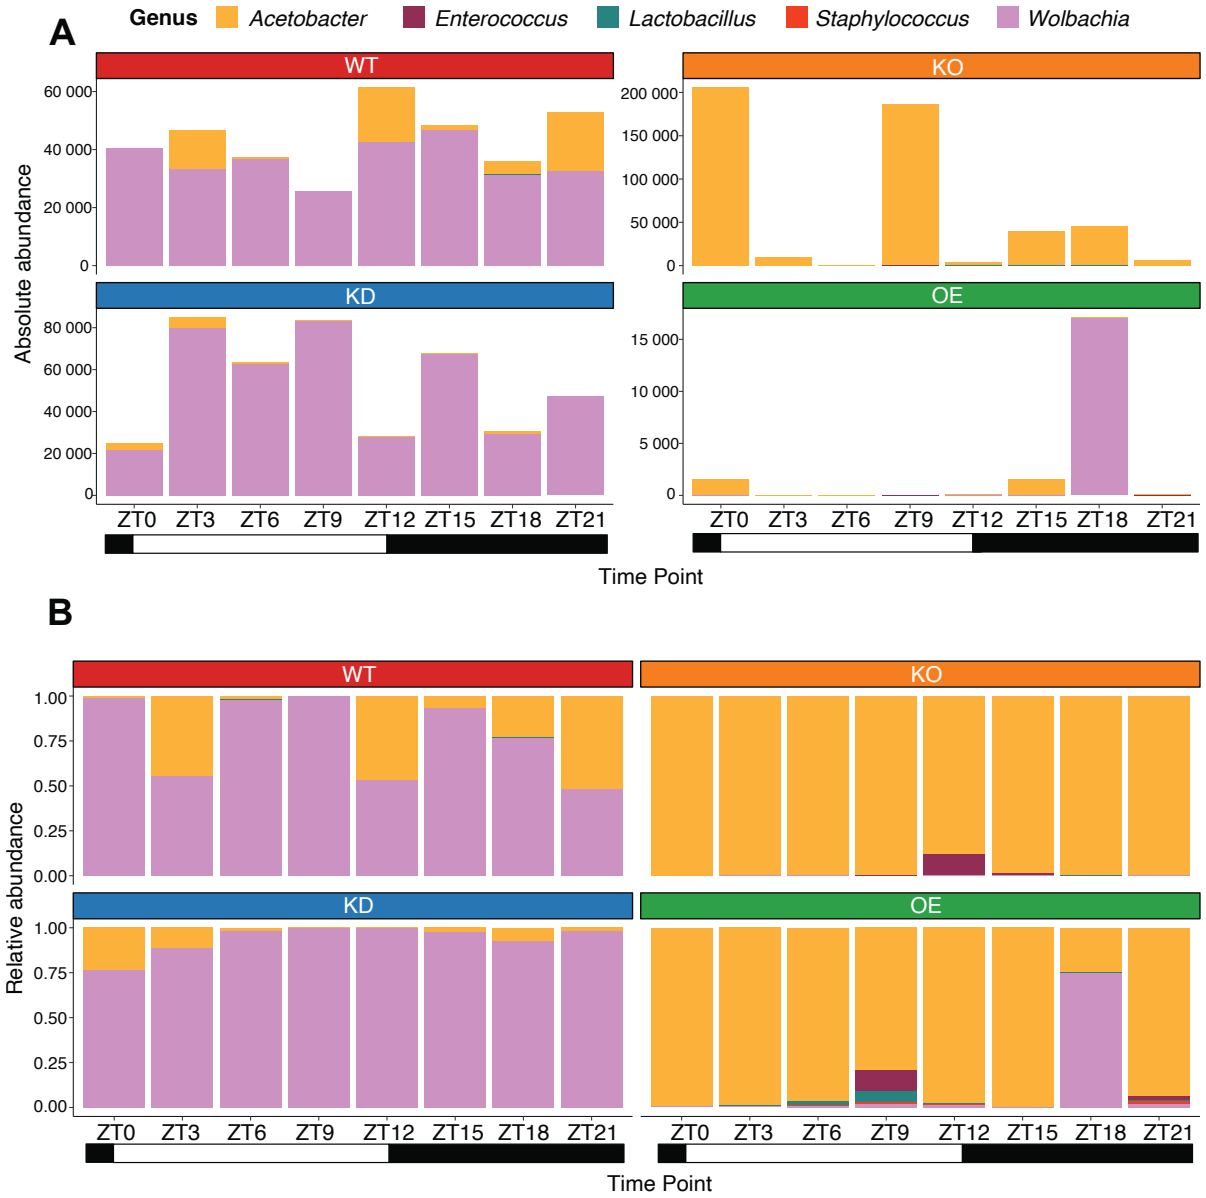 Genus Acetobacter Enterococcus Lactobacillus Staphylococcus Wolbachia
A
WT
KO
60 000
40 000
20 000
0
200 000
150 000
100 000
50 000
0
Absolute abundance
KD
OE
80 000
60 000
40 000
20 000
0
15 000
10 000
5 000
0
ZT0 ZT3 ZT6 ZT9 ZT12 ZT15 ZT18 ZT21
ZT0 ZT3 ZT6 ZT9 ZT12 ZT15 ZT18 ZT21
Time Point
B
WT
KO
1.00
0.75
0.50
0.25
0.00
Relative abundance
KD
OE
1.00
0.75
0.50
0.25
0.00
ZT0 ZT3 ZT6 ZT9 ZT12 ZT15 ZT18 ZT21
ZT0 ZT3 ZT6 ZT9 ZT12 ZT15 ZT18 ZT21
Time Point